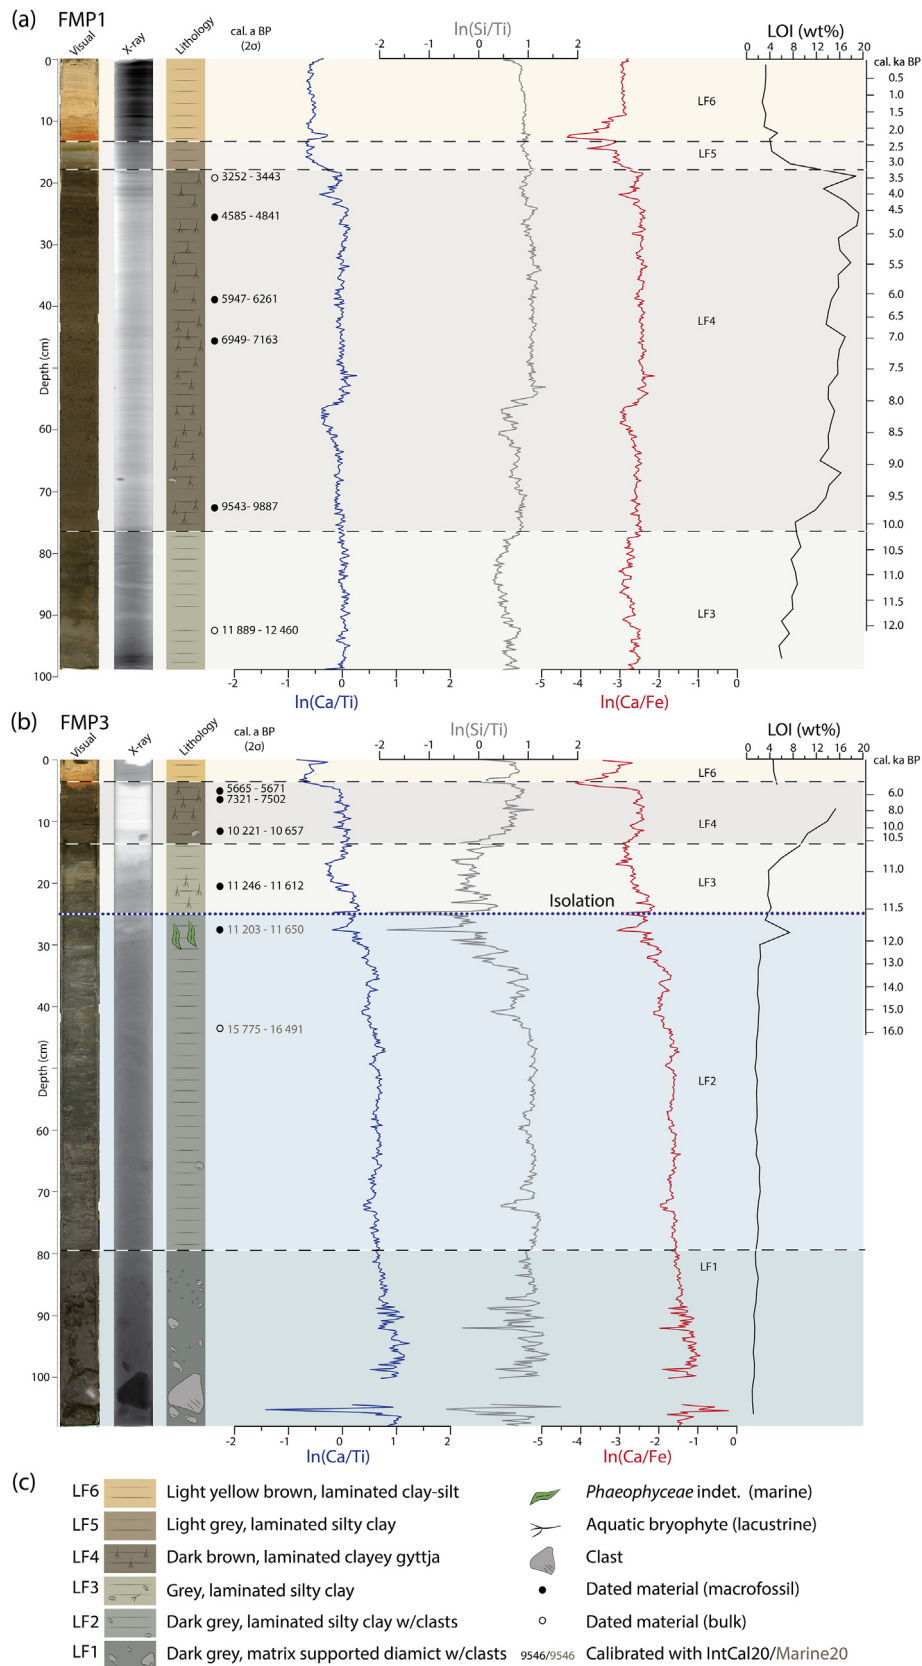 (a) FMP1
Visual
X-ray
Lithology
cal. a BP
(2σ)
ln(Si/Ti)
-2 -1 0 1 2
LOI (wt%)
0 4 8 12 16 20
cal. ka BP
0
10
20
30
40
Depth (cm)
60
70
80
90
100
3252 - 3443
4585 - 4841
5947- 6261
6949- 7163
9543- 9887
11 889 - 12 460
LF6
LF5
LF4
LF3
0.5
1.0
1.5
2.0
2.5
3.0
3.5
4.0
4.5
5.0
5.5
6.0
6.5
7.0
7.5
8.0
8.5
9.0
9.5
10.0
10.5
11.0
11.5
12.0
-2 -1 0 1 2
ln(Ca/Ti)
-5 -4 -3 -2 -1 0
ln(Ca/Fe)
(b) FMP3
Visual
X-ray
Lithology
cal. a BP
(2σ)
ln(Si/Ti)
-2 -1 0 1 2
LOI (wt%)
0 4 8 12 16 20
cal. ka BP
0
10
20
30
40
Depth (cm)
60
70
80
90
100
5665 - 5671
7321 - 7502
10 221 - 10 657
11 246 - 11 612
11 203 - 11 650
15 775 - 16 491
LF6
LF4
LF3
Isolation
LF2
LF1
6.0
8.0
10.0
10.5
11.0
11.5
12.0
13.0
14.0
15.0
16.0
-2 -1 0 1 2
ln(Ca/Ti)
-5 -4 -3 -2 -1 0
ln(Ca/Fe)
(c)
LF6 Light yellow brown, laminated clay-silt
LF5 Light grey, laminated silty clay
LF4 Dark brown, laminated clayey gyttja
LF3 Grey, laminated silty clay
LF2 Dark grey, laminated silty clay w/clasts
LF1 Dark grey, matrix supported diamict w/clasts
Phaeophyceae indet. (marine)
Aquatic bryophyte (lacustrine)
Clast
Dated material (macrofossil)
Dated material (bulk)
9546/9546 Calibrated with IntCal20/Marine20